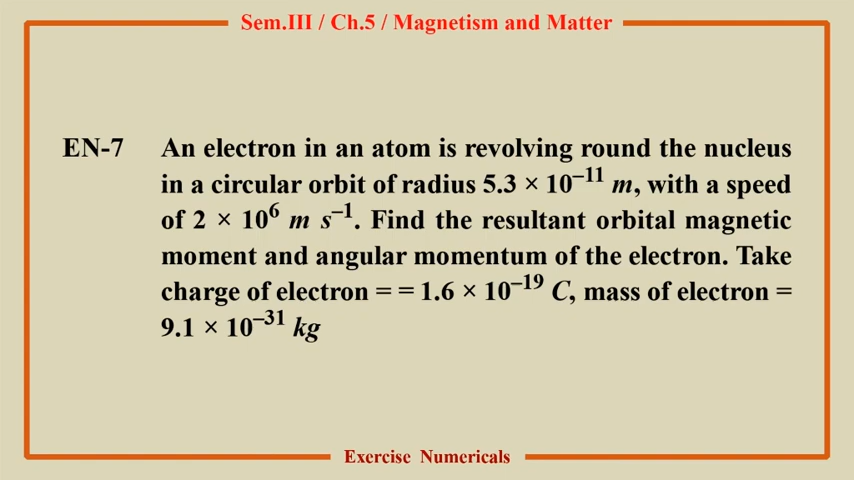 Sem.III / Ch.5 / Magnetism and Matter
EN-7 An electron in an atom is revolving round the nucleus
in a circular orbit of radius 5.3 × 10⁻¹¹ m, with a speed
of 2 × 10⁶ m s⁻¹. Find the resultant orbital magnetic
moment and angular momentum of the electron. Take
charge of electron = = 1.6 × 10⁻¹⁹ C, mass of electron =
9.1 × 10⁻³¹ kg
Exercise Numericals